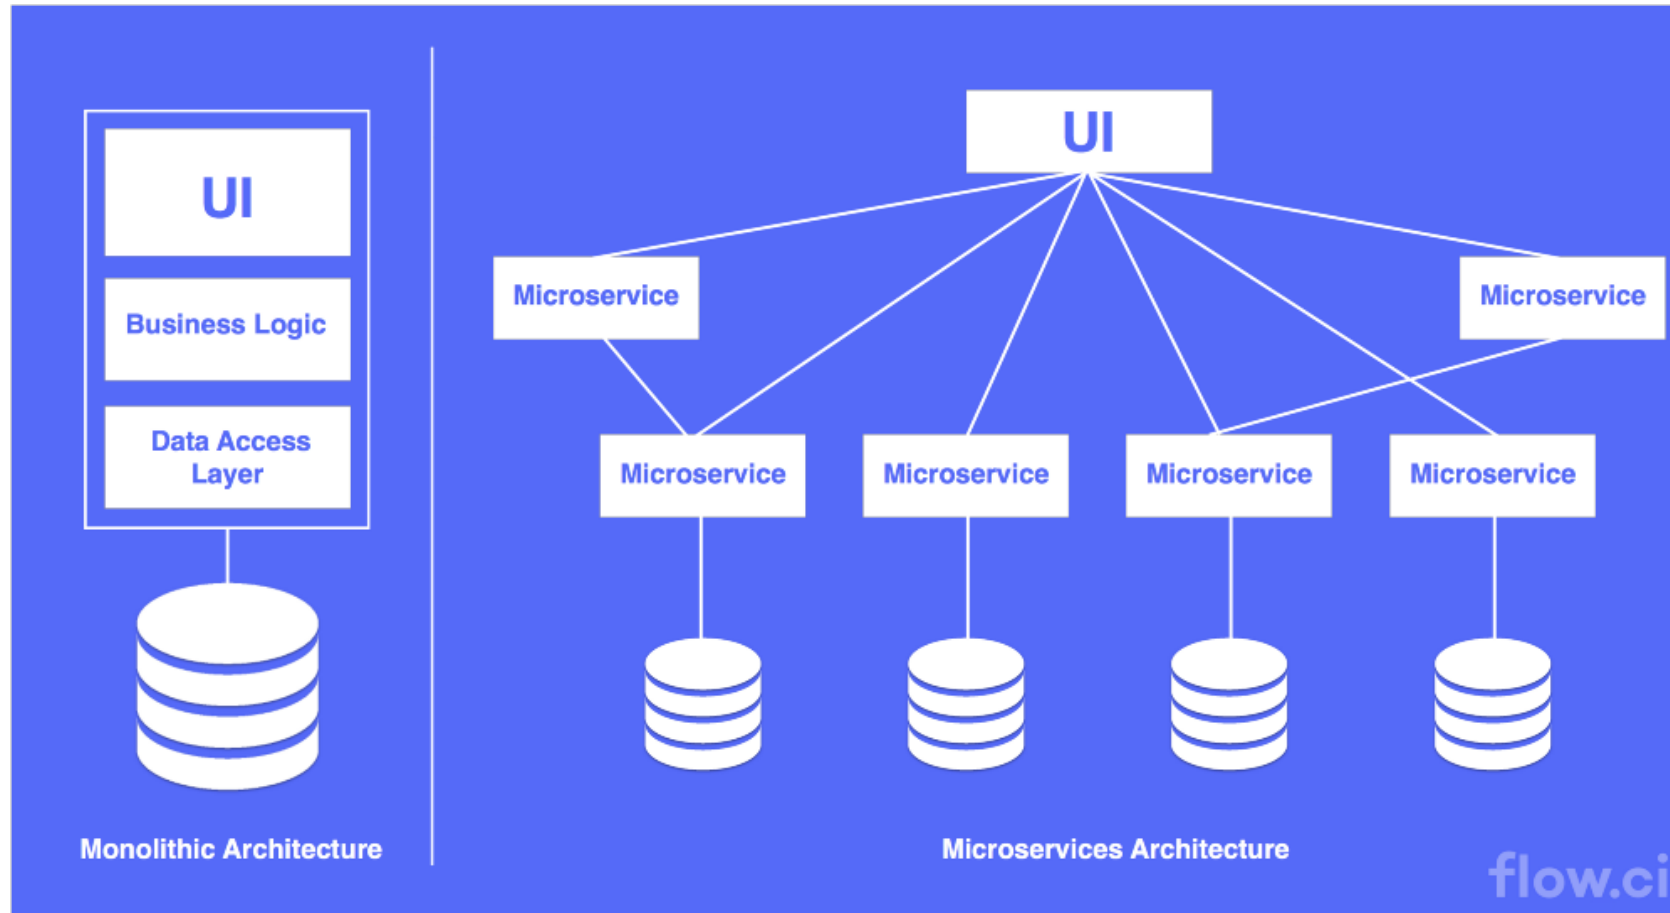 UI
Business Logic
Data Access
Layer
Monolithic Architecture
UI
Microservice
Microservice
Microservice
Microservice
Microservice
Microservice
Microservices Architecture
flow.ci